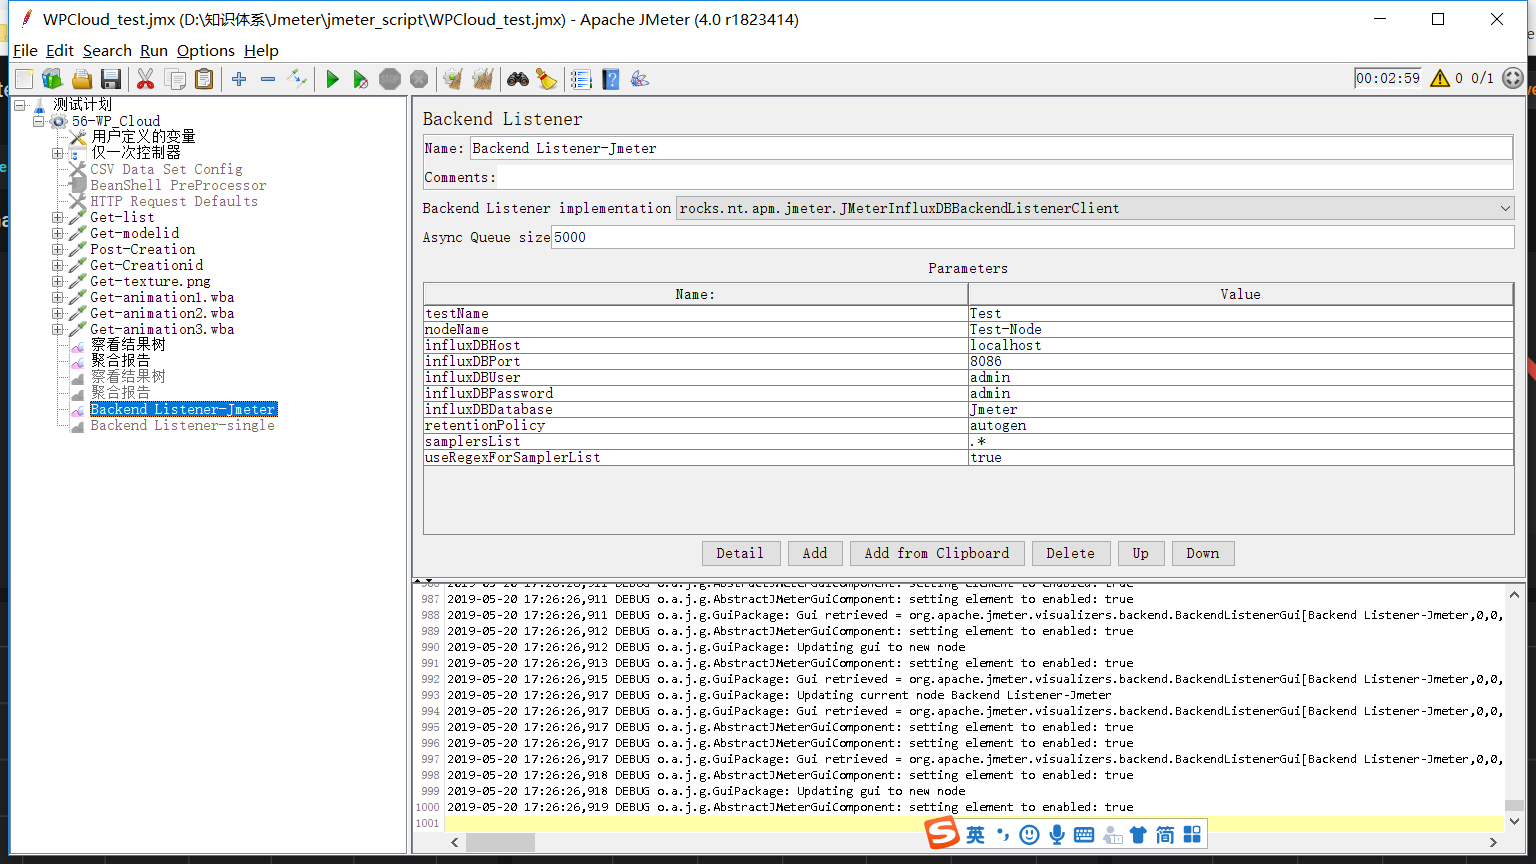 WPCloud_test.jmx (D:\知识体系\Jmeter\jmeter_script\WPCloud_test.jmx) - Apache JMeter (4.0 r1823414)
File Edit Search Run Options Help
00:02:59 0 0/1
测试计划
56-WP_Cloud
用户定义的变量
仅一次控制器
CSV Data Set Config
BeanShell PreProcessor
HTTP Request Defaults
Get-list
Get-modelid
Post-Creation
Get-Creationid
Get-texture.png
Get-animation1.wba
Get-animation2.wba
Get-animation3.wba
察看结果树
聚合报告
察看结果树
聚合报告
Backend Listener-Jmeter
Backend Listener-single
Backend Listener
Name: Backend Listener-Jmeter
Comments:
Backend Listener implementation rocks.nt.apm.jmeter.JMeterInfluxDBBackendListenerClient
Async Queue size 5000
Parameters
Name: Value
testName Test
nodeName Test-Node
influxDBHost localhost
influxDBPort 8086
influxDBUser admin
influxDBPassword admin
influxDBDatabase Jmeter
retentionPolicy autogen
samplersList .*
useRegexForSamplerList true
Detail Add Add from Clipboard Delete Up Down
986 2019-05-20 17:26:26,911 DEBUG o.a.j.g.AbstractJMeterGuiComponent: setting element to enabled: true
987 2019-05-20 17:26:26,911 DEBUG o.a.j.g.AbstractJMeterGuiComponent: setting element to enabled: true
988 2019-05-20 17:26:26,911 DEBUG o.a.j.g.GuiPackage: Gui retrieved = org.apache.jmeter.visualizers.backend.BackendListenerGui[Backend Listener-Jmeter,0,0,
989 2019-05-20 17:26:26,912 DEBUG o.a.j.g.AbstractJMeterGuiComponent: setting element to enabled: true
990 2019-05-20 17:26:26,912 DEBUG o.a.j.g.GuiPackage: Updating gui to new node
991 2019-05-20 17:26:26,913 DEBUG o.a.j.g.AbstractJMeterGuiComponent: setting element to enabled: true
992 2019-05-20 17:26:26,915 DEBUG o.a.j.g.GuiPackage: Gui retrieved = org.apache.jmeter.visualizers.backend.BackendListenerGui[Backend Listener-Jmeter,0,0,
993 2019-05-20 17:26:26,917 DEBUG o.a.j.g.GuiPackage: Updating current node Backend Listener-Jmeter
994 2019-05-20 17:26:26,917 DEBUG o.a.j.g.GuiPackage: Gui retrieved = org.apache.jmeter.visualizers.backend.BackendListenerGui[Backend Listener-Jmeter,0,0,
995 2019-05-20 17:26:26,917 DEBUG o.a.j.g.AbstractJMeterGuiComponent: setting element to enabled: true
996 2019-05-20 17:26:26,917 DEBUG o.a.j.g.AbstractJMeterGuiComponent: setting element to enabled: true
997 2019-05-20 17:26:26,917 DEBUG o.a.j.g.GuiPackage: Gui retrieved = org.apache.jmeter.visualizers.backend.BackendListenerGui[Backend Listener-Jmeter,0,0,
998 2019-05-20 17:26:26,918 DEBUG o.a.j.g.AbstractJMeterGuiComponent: setting element to enabled: true
999 2019-05-20 17:26:26,918 DEBUG o.a.j.g.GuiPackage: Updating gui to new node
1000 2019-05-20 17:26:26,919 DEBUG o.a.j.g.AbstractJMeterGuiComponent: setting element to enabled: true
1001
英 简